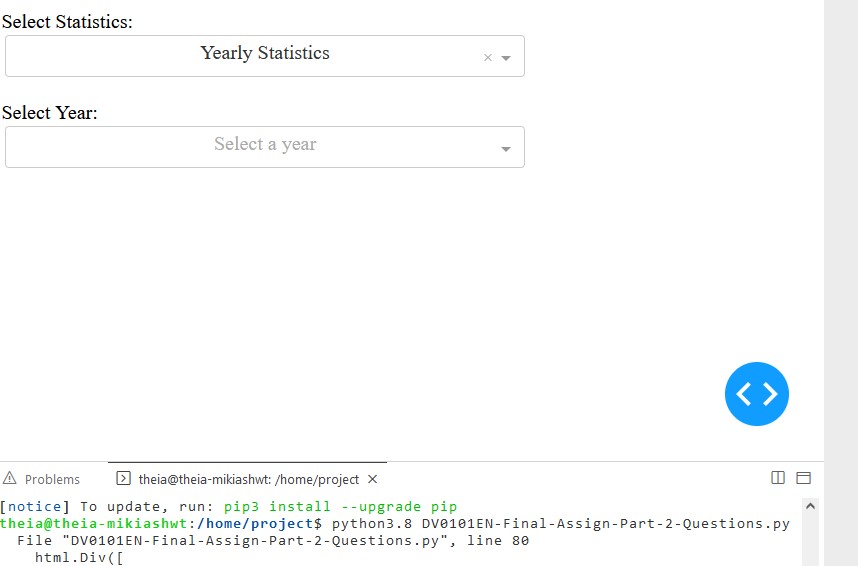 Select Statistics:
Yearly Statistics
Select Year:
Select a year
Problems
theia@theia-mikiashwt: /home/project
[notice] To update, run: pip3 install --upgrade pip
theia@theia-mikiashwt:/home/project$ python3.8 DV0101EN-Final-Assign-Part-2-Questions.py
File "DV0101EN-Final-Assign-Part-2-Questions.py", line 80
html.Div([